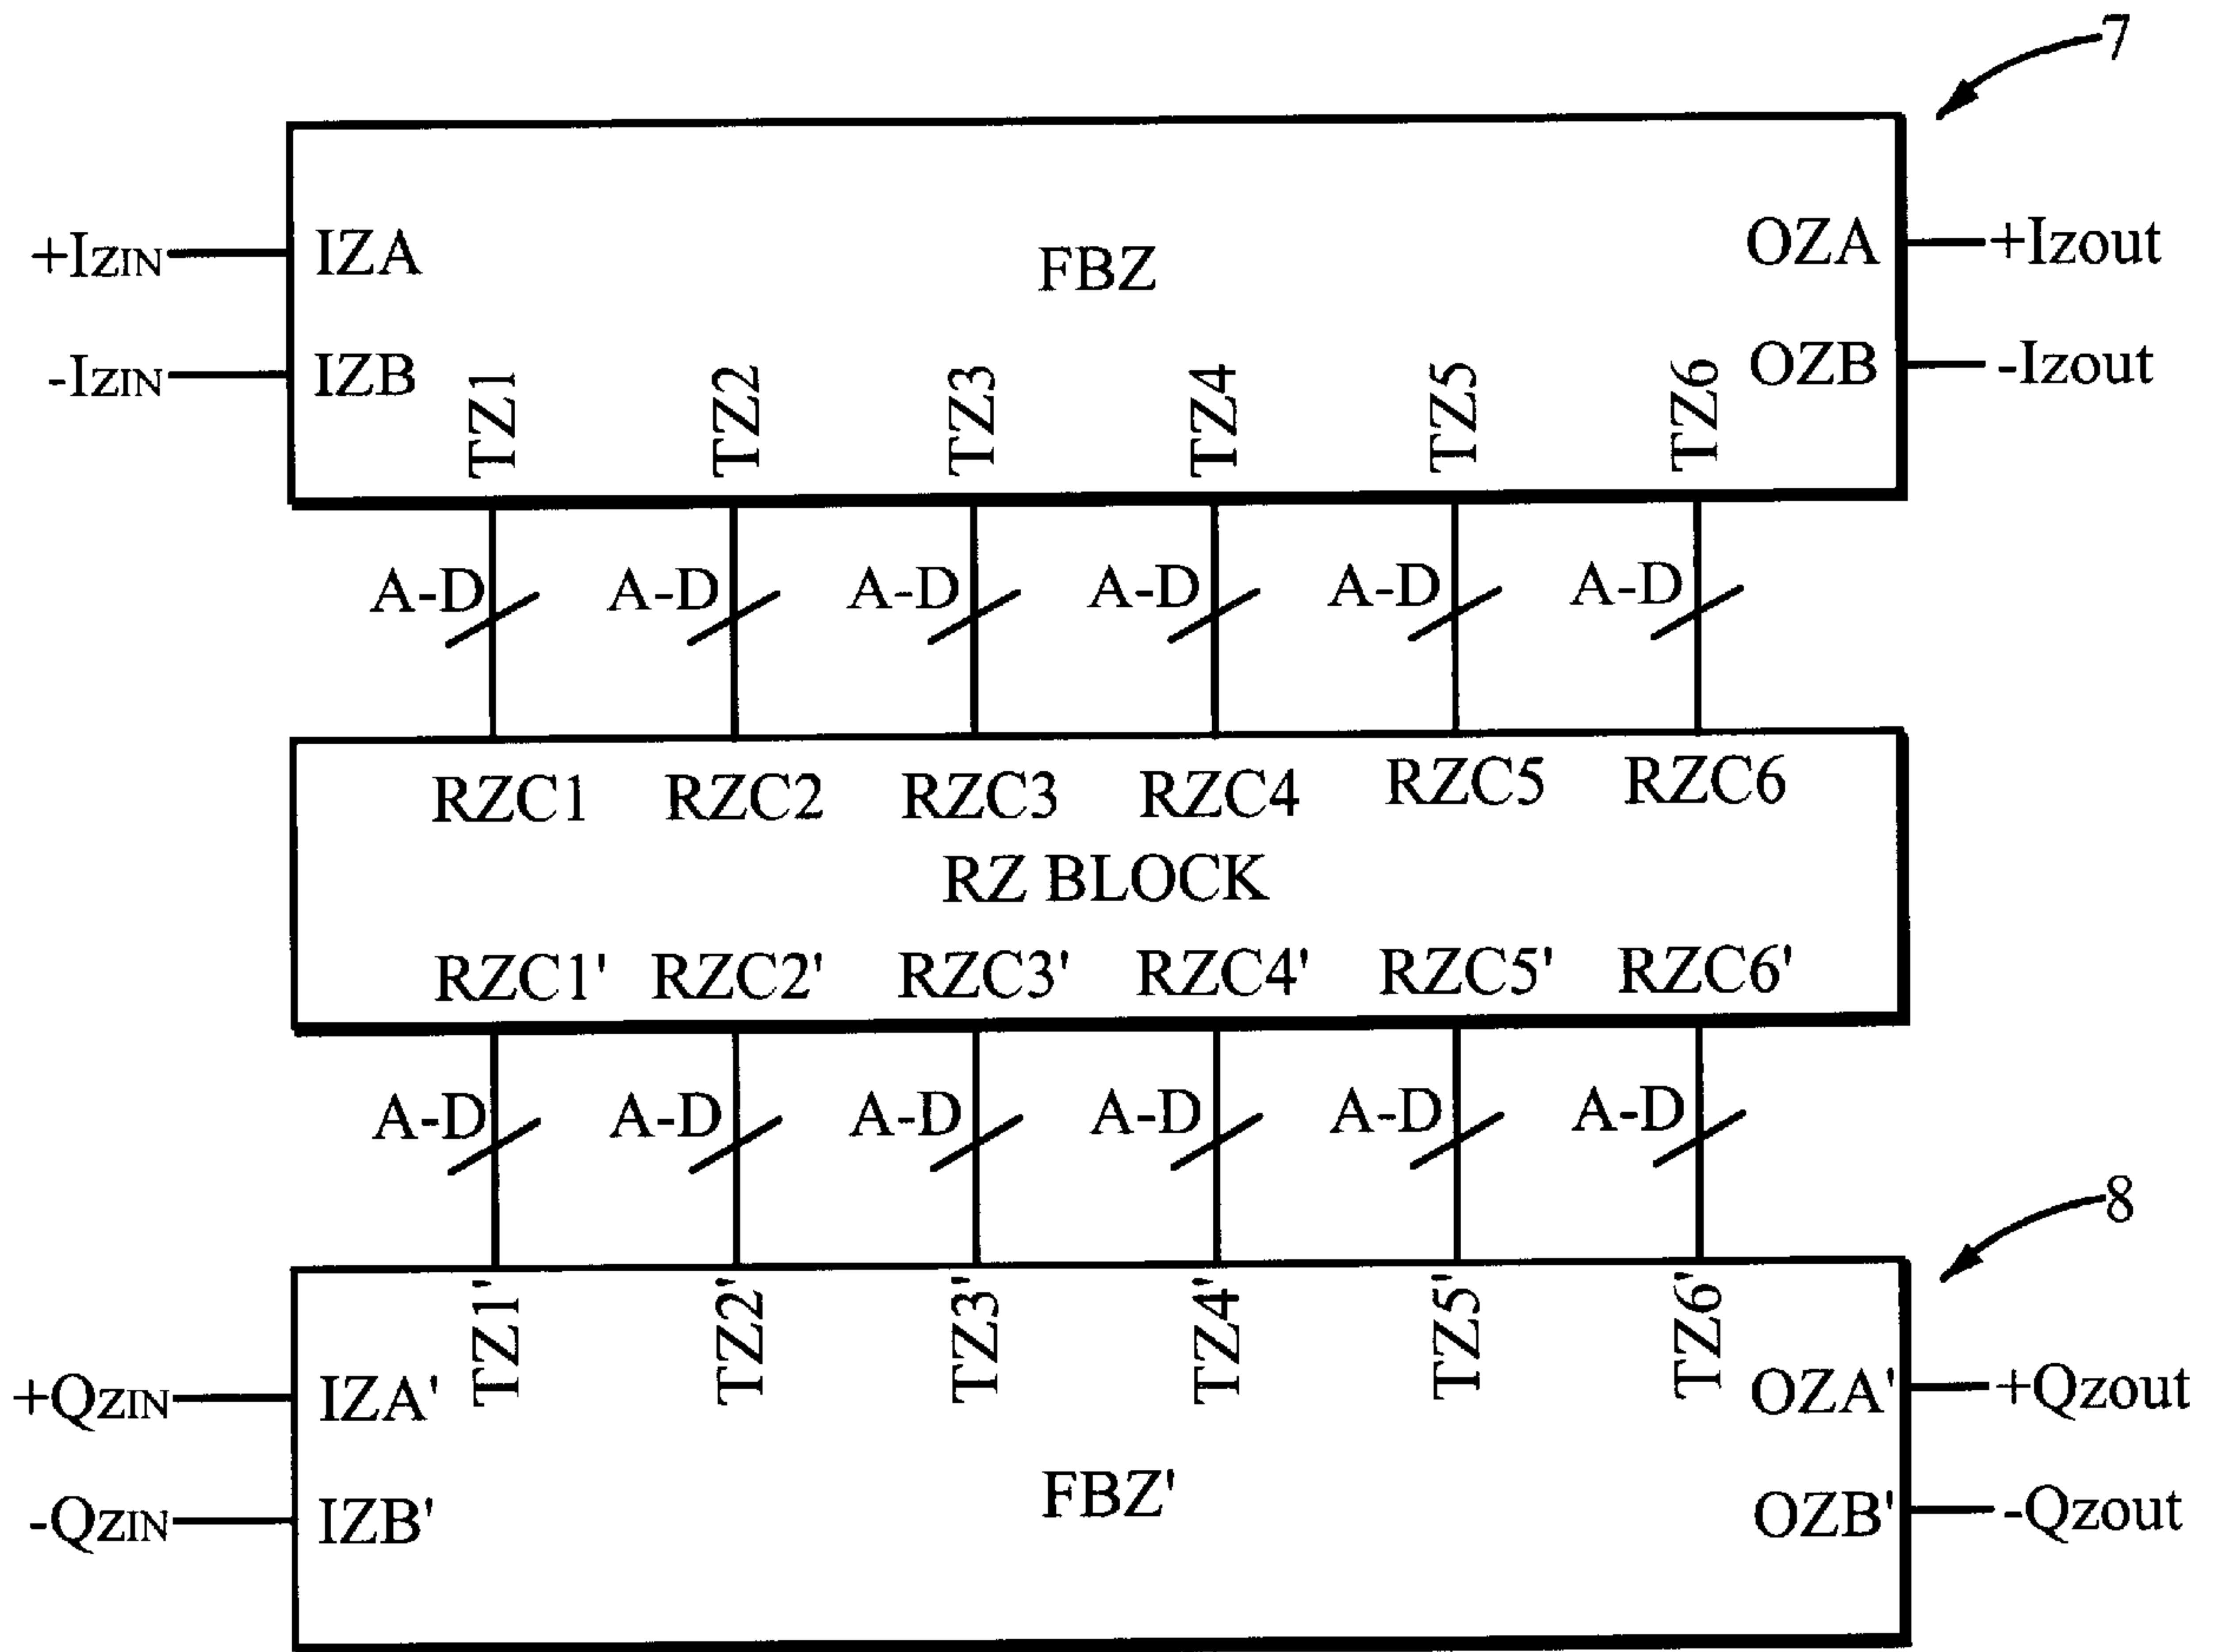 7
+IZIN IZA FBZ OZA +Izout
-IZIN IZB OZB -Izout
TZ1 TZ2 TZ3 TZ4 TZ5 TZ6
A-D A-D A-D A-D A-D A-D
RZC1 RZC2 RZC3 RZC4 RZC5 RZC6
RZ BLOCK
RZC1' RZC2' RZC3' RZC4' RZC5' RZC6'
A-D A-D A-D A-D A-D A-D
8
TZ1' TZ2' TZ3' TZ4' TZ5' TZ6'
+QZIN IZA' OZA' +Qzout
FBZ'
-QZIN IZB' OZB' -Qzout